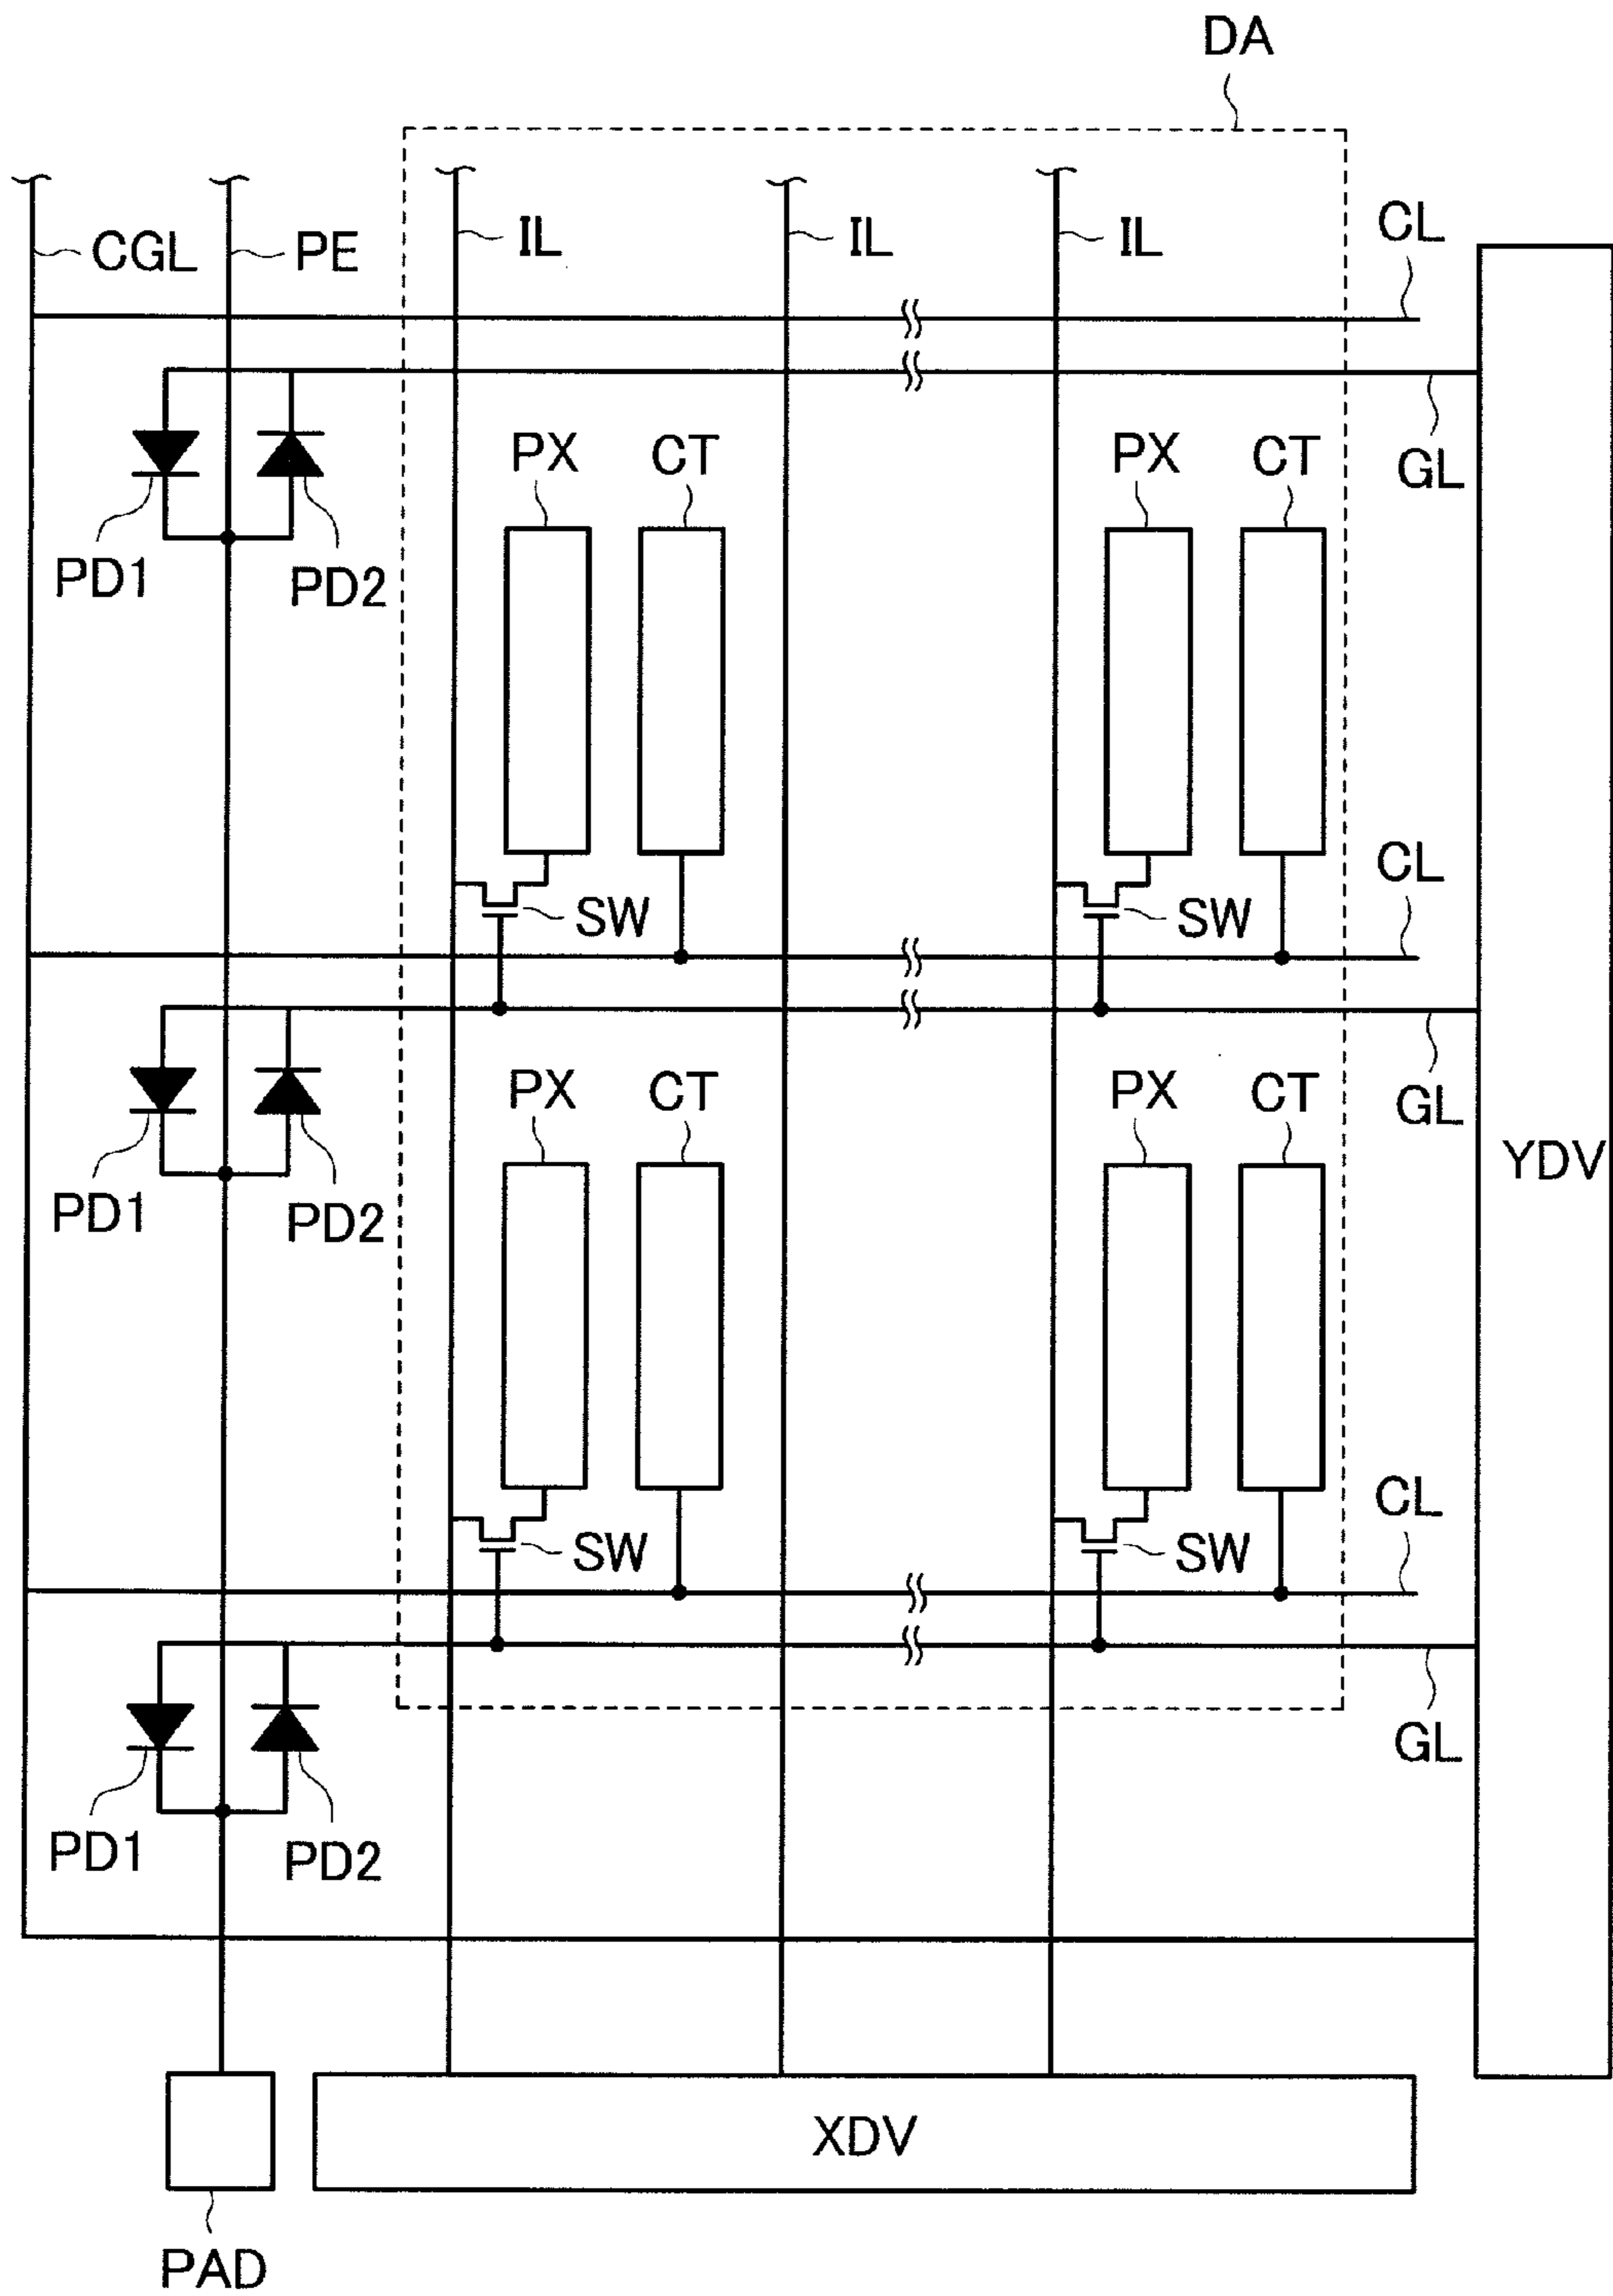 DA
CGL PE IL IL IL CL
PX CT PX CT GL
PD1 PD2
CL
SW SW
PX CT PX CT GL
YDV
PD1 PD2
CL
SW SW
GL
PD1 PD2
XDV
PAD